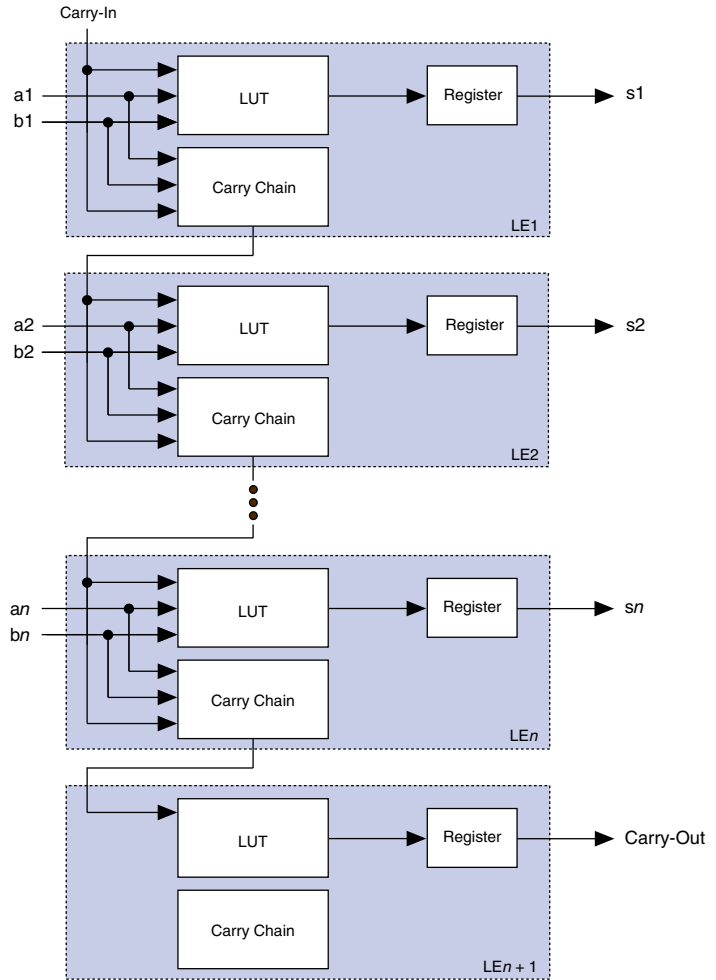 Carry-In
a1
b1
LUT
Register
s1
Carry Chain
LE1
a2
b2
LUT
Register
s2
Carry Chain
LE2
an
bn
LUT
Register
sn
Carry Chain
LEn
LUT
Register
Carry-Out
Carry Chain
LEn + 1